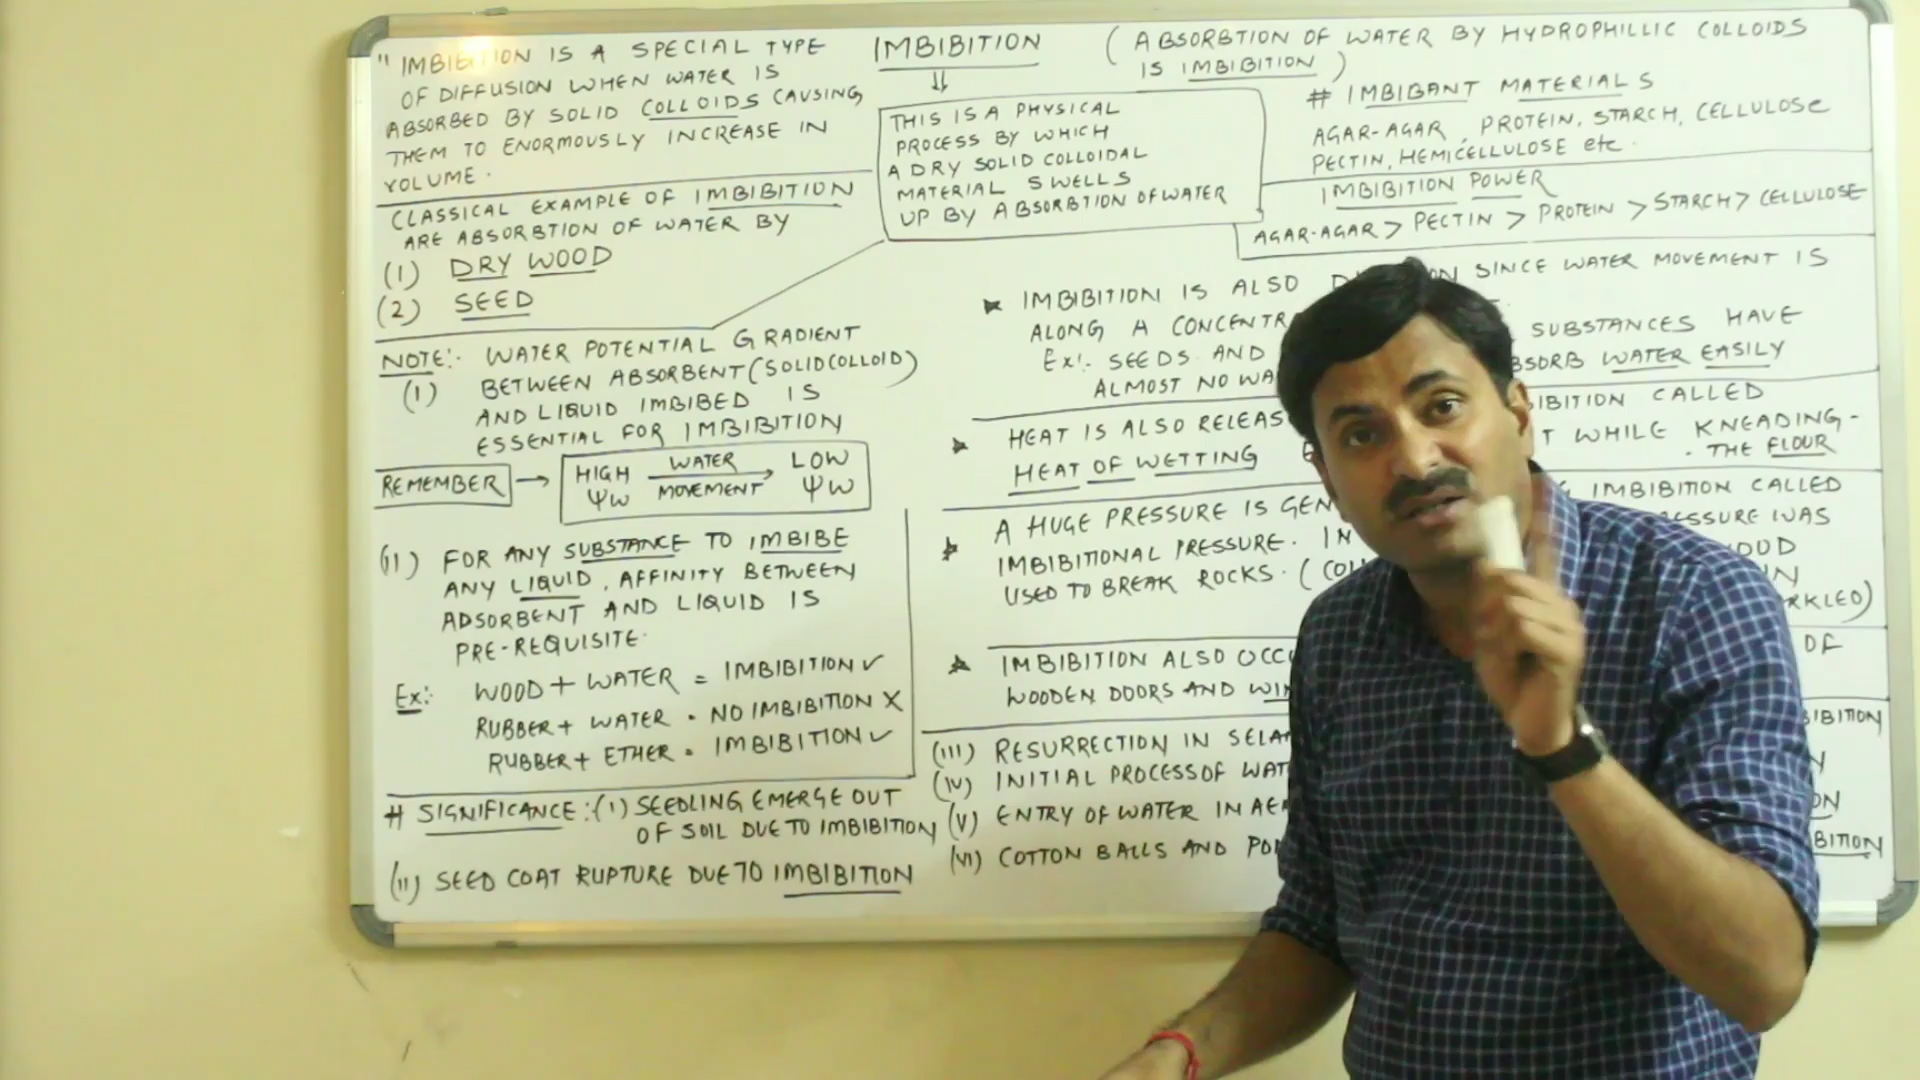 " IMBIBITION IS A SPECIAL TYPE
OF DIFFUSION WHEN WATER IS
ABSORBED BY SOLID COLLOIDS CAUSING
THEM TO ENORMOUSLY INCREASE IN
VOLUME.
CLASSICAL EXAMPLE OF IMBIBITION
ARE ABSORBTION OF WATER BY
(1) DRY WOOD
(2) SEED
NOTE:- WATER POTENTIAL GRADIENT
(I) BETWEEN ABSORBENT (SOLID COLLOID)
AND LIQUID IMBIBED IS
ESSENTIAL FOR IMBIBITION
REMEMBER → HIGH WATER LOW
ΨW MOVEMENT ΨW
(II) FOR ANY SUBSTANCE TO IMBIBE
ANY LIQUID, AFFINITY BETWEEN
ADSORBENT AND LIQUID IS
PRE-REQUISITE.
EX:- WOOD + WATER = IMBIBITION ✓
RUBBER + WATER = NO IMBIBITION X
RUBBER + ETHER = IMBIBITION ✓
# SIGNIFICANCE:(I) SEEDLING EMERGE OUT
OF SOIL DUE TO IMBIBITION
(II) SEED COAT RUPTURE DUE TO IMBIBITION
IMBIBITION (ABSORBTION OF WATER BY HYDROPHILLIC COLLOIDS
IS IMBIBITION)
⇓
THIS IS A PHYSICAL
PROCESS BY WHICH
A DRY SOLID COLLOIDAL
MATERIAL SWELLS
UP BY ABSORBTION OF WATER
# IMBIBANT MATERIALS
AGAR-AGAR, PROTEIN, STARCH, CELLULOSE
PECTIN, HEMICELLULOSE etc.
IMBIBITION POWER
AGAR-AGAR > PECTIN > PROTEIN > STARCH > CELLULOSE
★ IMBIBITION IS ALSO SINCE WATER MOVEMENT IS
ALONG A SUBSTANCES HAVE
Ex:- SEEDS AND WATER EASILY
ALMOST NO
★ HEAT IS ALSO CALLED
HEAT OF WETTING WHILE KNEADING-
THE FLOUR
★ A HUGE PRESSURE IS IMBIBITION CALLED
IMBIBITIONAL PRESSURE. IN WAS
USED TO BREAK ROCKS. (
★ IMBIBITION ALSO OF
WOODEN DOORS AND
(III) RESURRECTION IN
(IV) INITIAL PROCESS OF
(V) ENTRY OF WATER IN
(VI) COTTON BALLS AND